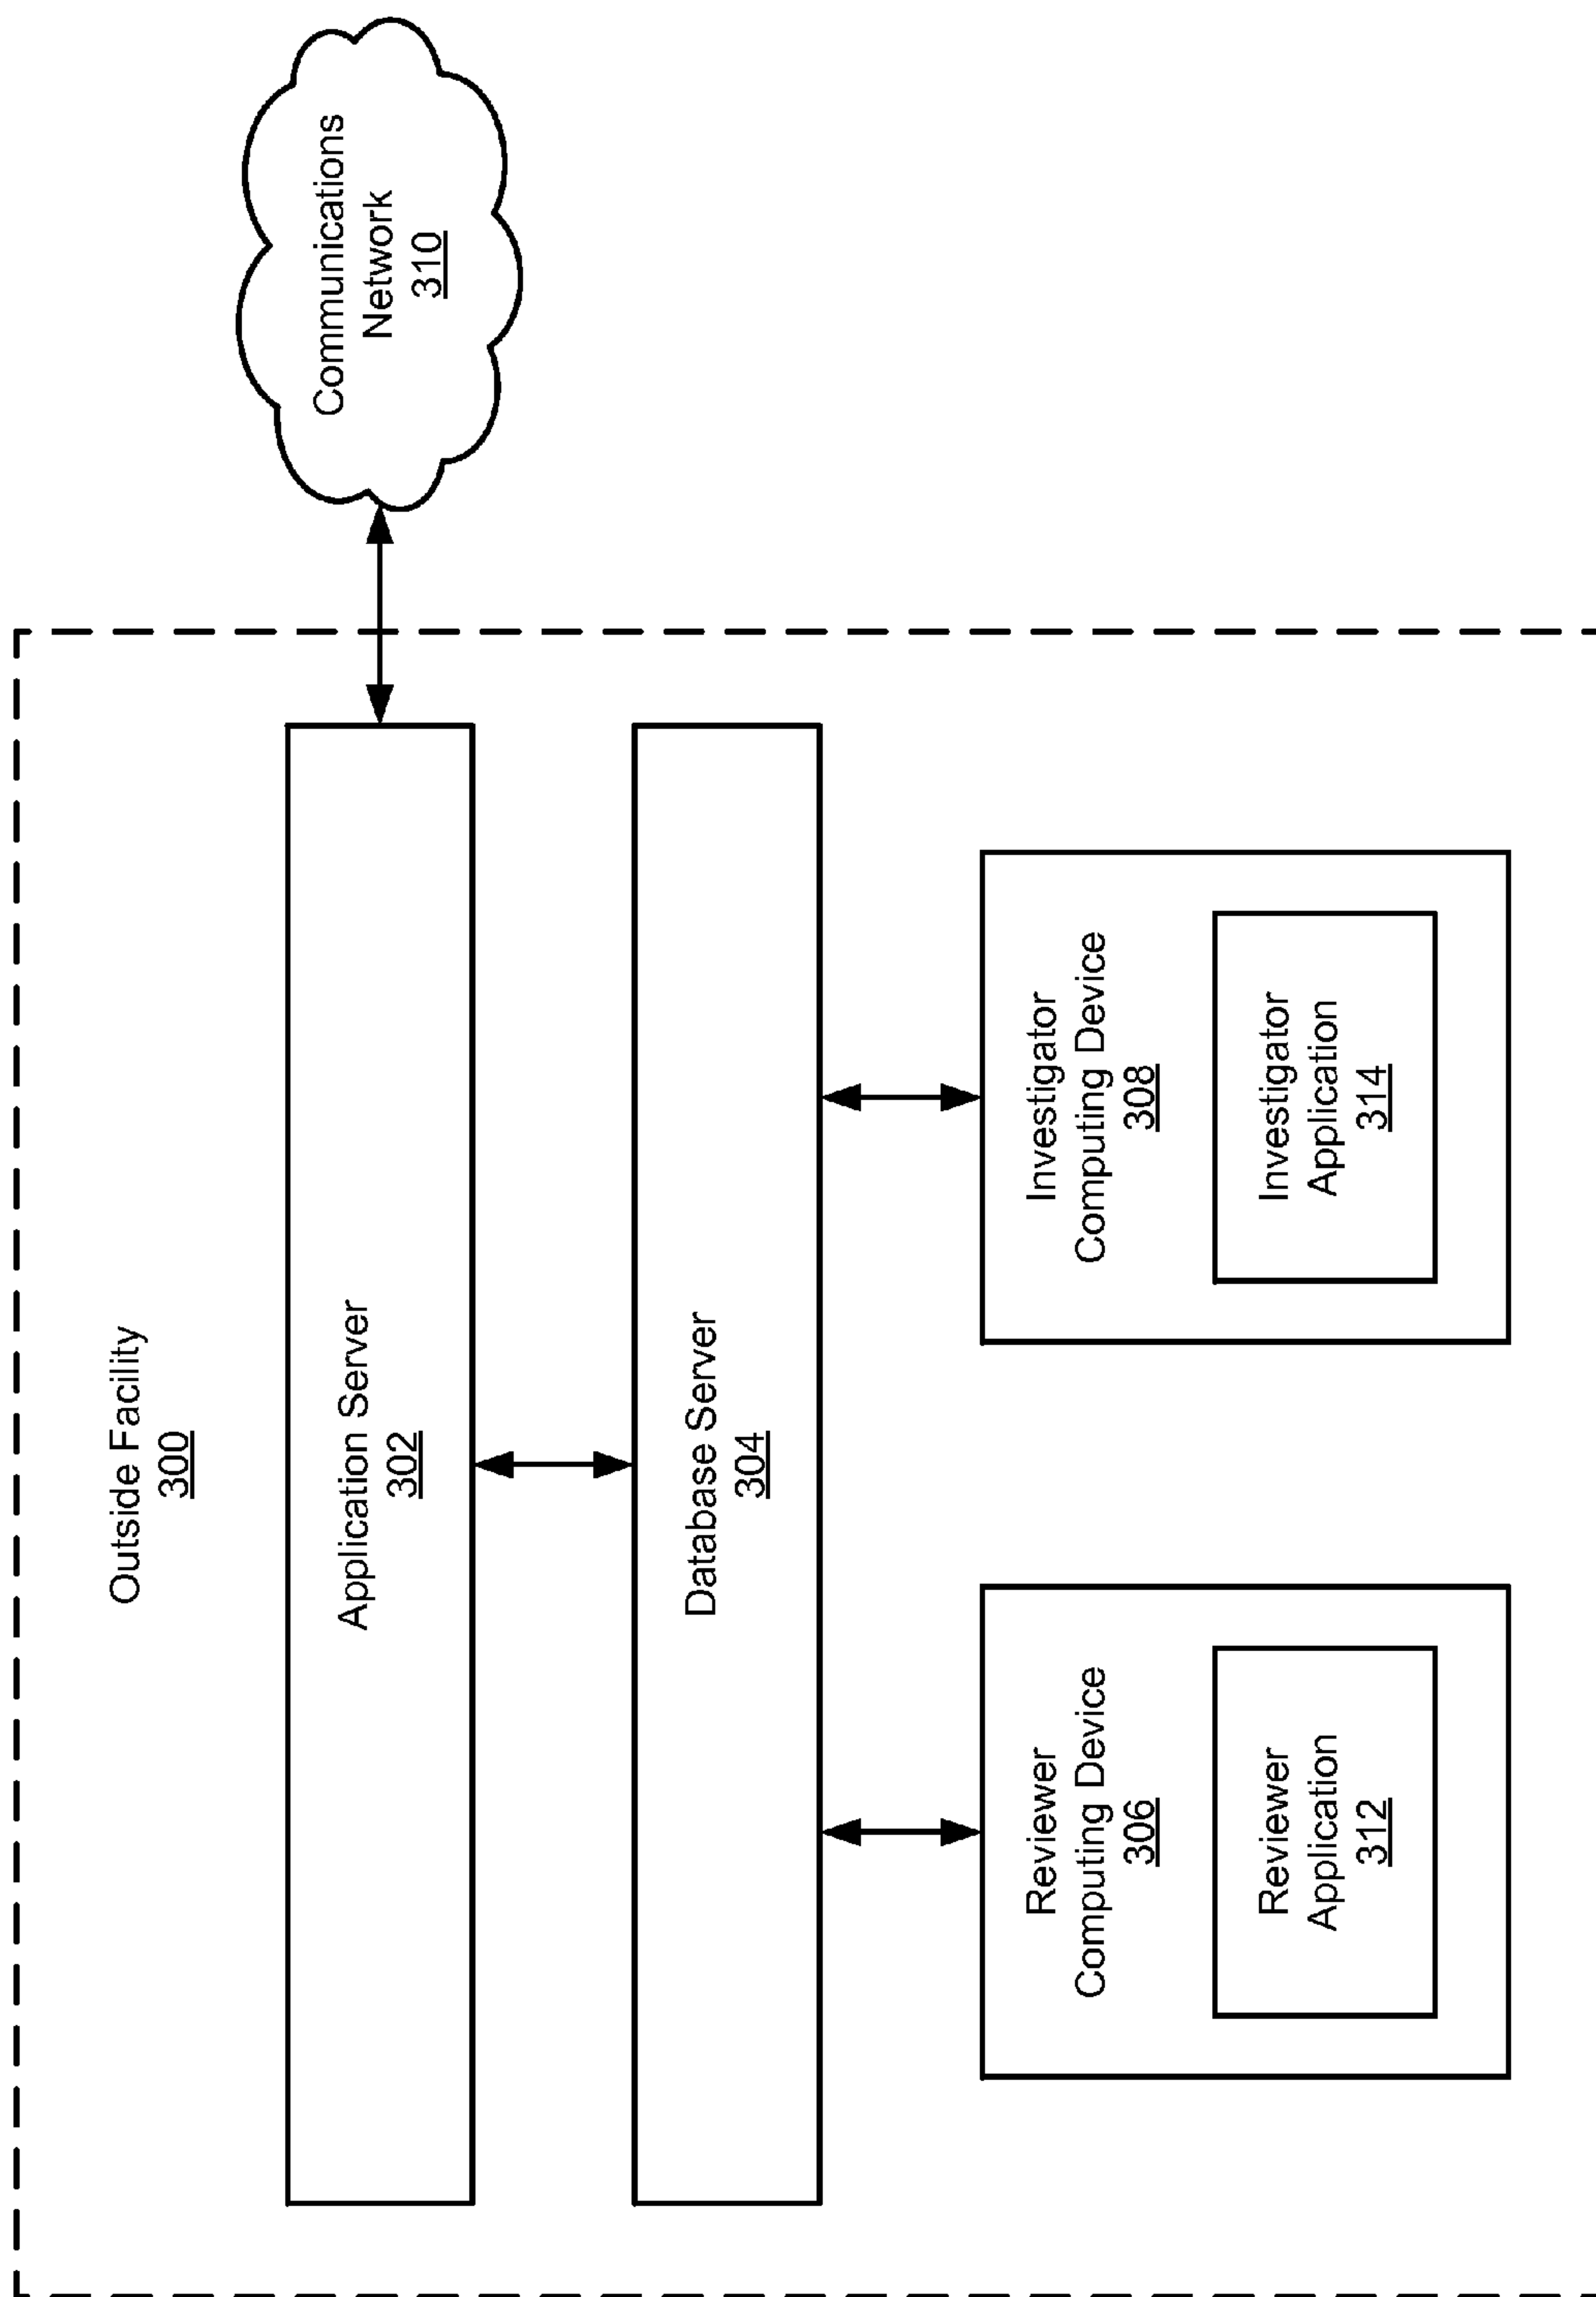 Outside Facility
300
Application Server
302
Communications
Network
310
Database Server
304
Reviewer
Computing Device
306
Reviewer
Application
312
Investigator
Computing Device
308
Investigator
Application
314